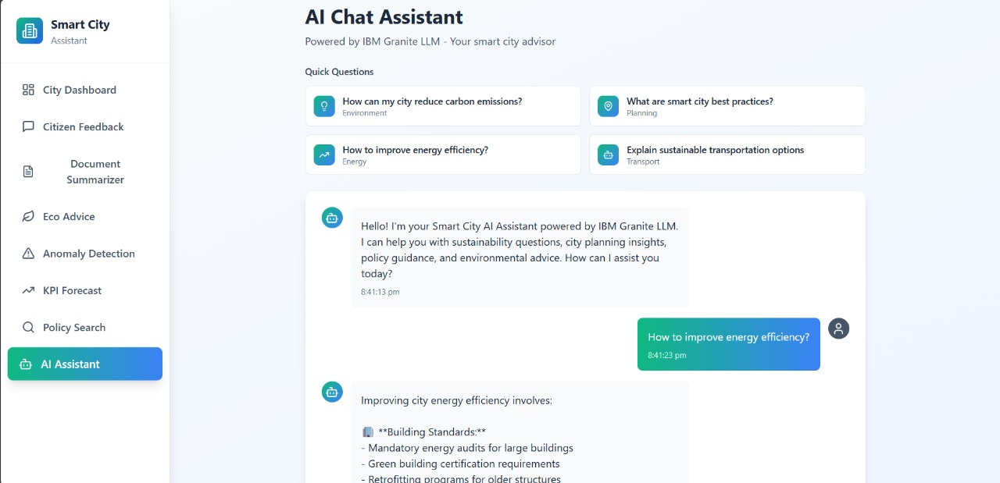 Smart City
Assistant
City Dashboard
Citizen Feedback
Document
Summarizer
Eco Advice
Anomaly Detection
KPI Forecast
Policy Search
AI Assistant
AI Chat Assistant
Powered by IBM Granite LLM - Your smart city advisor
Quick Questions
How can my city reduce carbon emissions?
Environment
What are smart city best practices?
Planning
How to improve energy efficiency?
Energy
Explain sustainable transportation options
Transport
Hello! I'm your Smart City AI Assistant powered by IBM Granite LLM.
I can help you with sustainability questions, city planning insights,
policy guidance, and environmental advice. How can I assist you
today?
8:41:13 pm
How to improve energy efficiency?
8:41:23 pm
Improving city energy efficiency involves:
🏢 **Building Standards:**
- Mandatory energy audits for large buildings
- Green building certification requirements
- Retrofitting programs for older structures